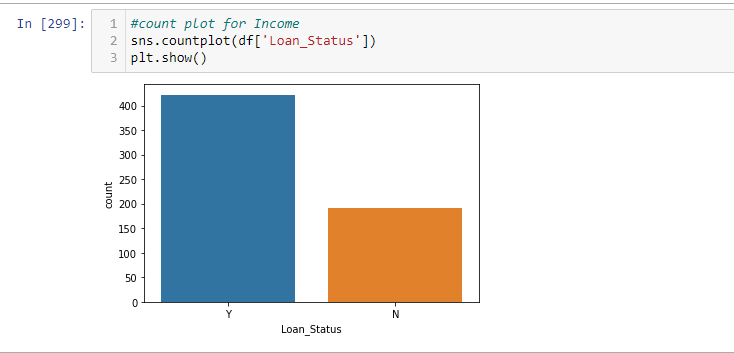 In [299]:
1 #count plot for Income
2 sns.countplot(df['Loan_Status'])
3 plt.show()
400
350
300
250
200
150
100
50
0
count
Y N
Loan_Status